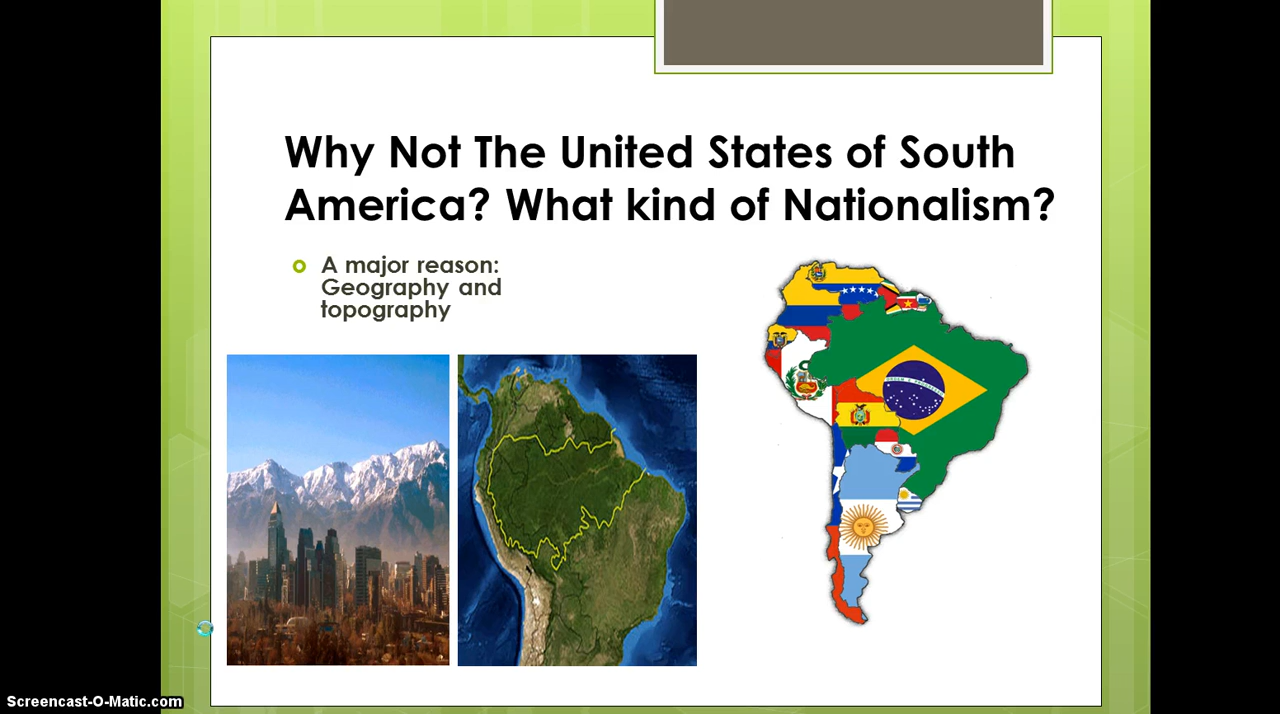 Why Not The United States of South
America? What kind of Nationalism?
A major reason:
Geography and
topography
Screencast-O-Matic.com